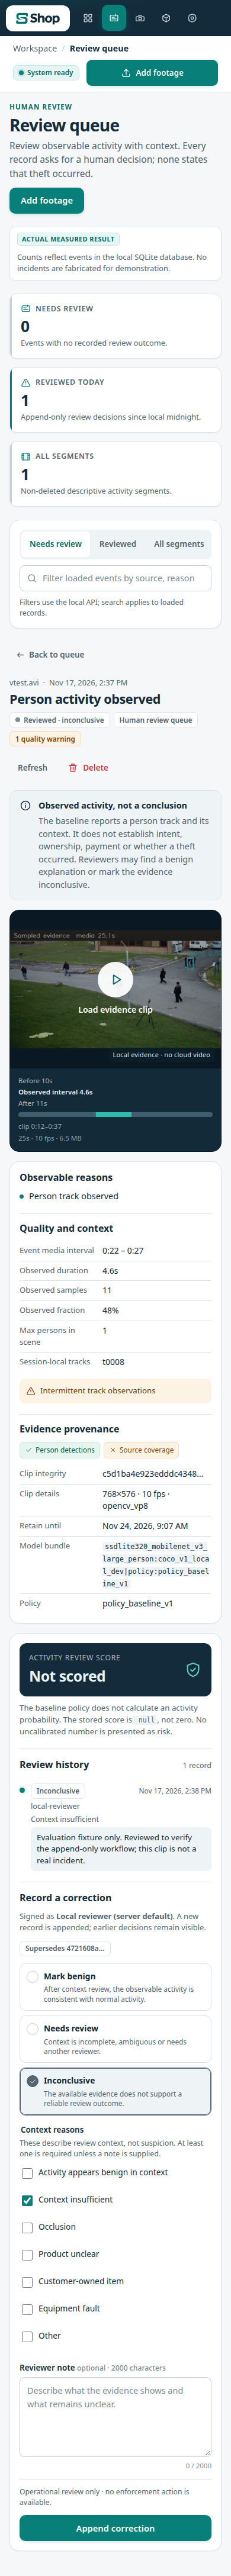 Shop
Workspace / Review queue
System ready
Add footage
HUMAN REVIEW
Review queue
Review observable activity with context. Every
record asks for a human decision; none states
that theft occurred.
Add footage
ACTUAL MEASURED RESULT
Counts reflect events in the local SQLite database. No
incidents are fabricated for demonstration.
NEEDS REVIEW
0
Events with no recorded review outcome.
REVIEWED TODAY
1
Append-only review decisions since local midnight.
ALL SEGMENTS
1
Non-deleted descriptive activity segments.
Needs review Reviewed All segments
Filter loaded events by source, reason
Filters use the local API; search applies to loaded
records.
← Back to queue
vtest.avi · Nov 17, 2026, 2:37 PM
Person activity observed
Reviewed · inconclusive Human review queue
1 quality warning
Refresh Delete
Observed activity, not a conclusion
The baseline reports a person track and its
context. It does not establish intent,
ownership, payment or whether a theft
occurred. Reviewers may find a benign
explanation or mark the evidence
inconclusive.
Sampled evidence media 25.1s
Load evidence clip
Local evidence · no cloud video
Before 10s
Observed interval 4.6s
After 11s
clip 0:12–0:37
25s · 10 fps · 6.5 MB
Observable reasons
Person track observed
Quality and context
Event media interval 0:22 – 0:27
Observed duration 4.6s
Observed samples 11
Observed fraction 48%
Max persons in
scene 1
Session-local tracks t0008
Intermittent track observations
Evidence provenance
Person detections Source coverage
Clip integrity c5d1ba4e923edddc4348...
Clip details 768×576 · 10 fps ·
opencv_vp8
Retain until Nov 24, 2026, 9:07 AM
Model bundle ssdlite320_mobilenet_v3_
large_person:coco_v1_loca
l_dev|policy:policy_basel
ine_v1
Policy policy_baseline_v1
ACTIVITY REVIEW SCORE
Not scored
The baseline policy does not calculate an activity
probability. The stored score is null, not zero. No
uncalibrated number is presented as risk.
Review history 1 record
Inconclusive Nov 17, 2026, 2:38 PM
local-reviewer
Context insufficient
Evaluation fixture only. Reviewed to verify
the append-only workflow; this clip is not a
real incident.
Record a correction
Signed as Local reviewer (server default). A new
record is appended; earlier decisions remain visible.
Supersedes 4721608a...
Mark benign
After context review, the observable activity is
consistent with normal activity.
Needs review
Context is incomplete, ambiguous or needs
another reviewer.
Inconclusive
The available evidence does not support a
reliable review outcome.
Context reasons
These describe review context, not suspicion. At least
one is required unless a note is supplied.
Activity appears benign in context
Context insufficient
Occlusion
Product unclear
Customer-owned item
Equipment fault
Other
Reviewer note optional · 2000 characters
Describe what the evidence shows and
what remains unclear.
0 / 2000
Operational review only · no enforcement action is
available.
Append correction